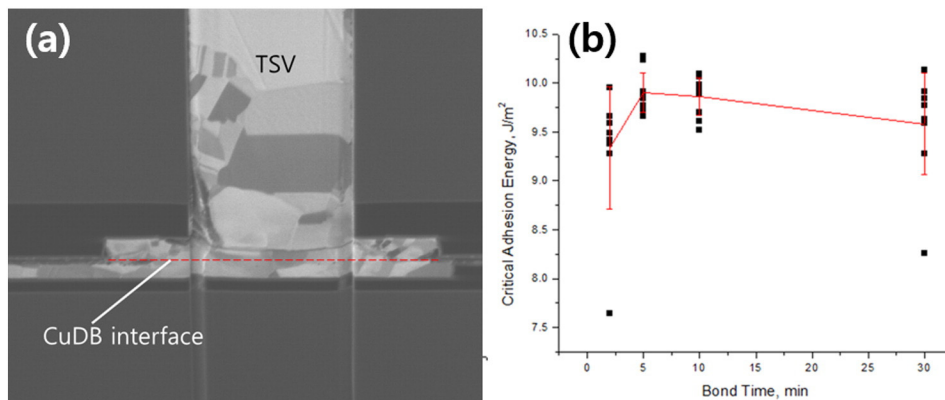 (a)
TSV
CuDB interface
(b)
Critical Adhesion Energy, J/m²
10.5
10.0
9.5
9.0
8.5
8.0
7.5
0
5
10
15
20
25
30
Bond Time, min